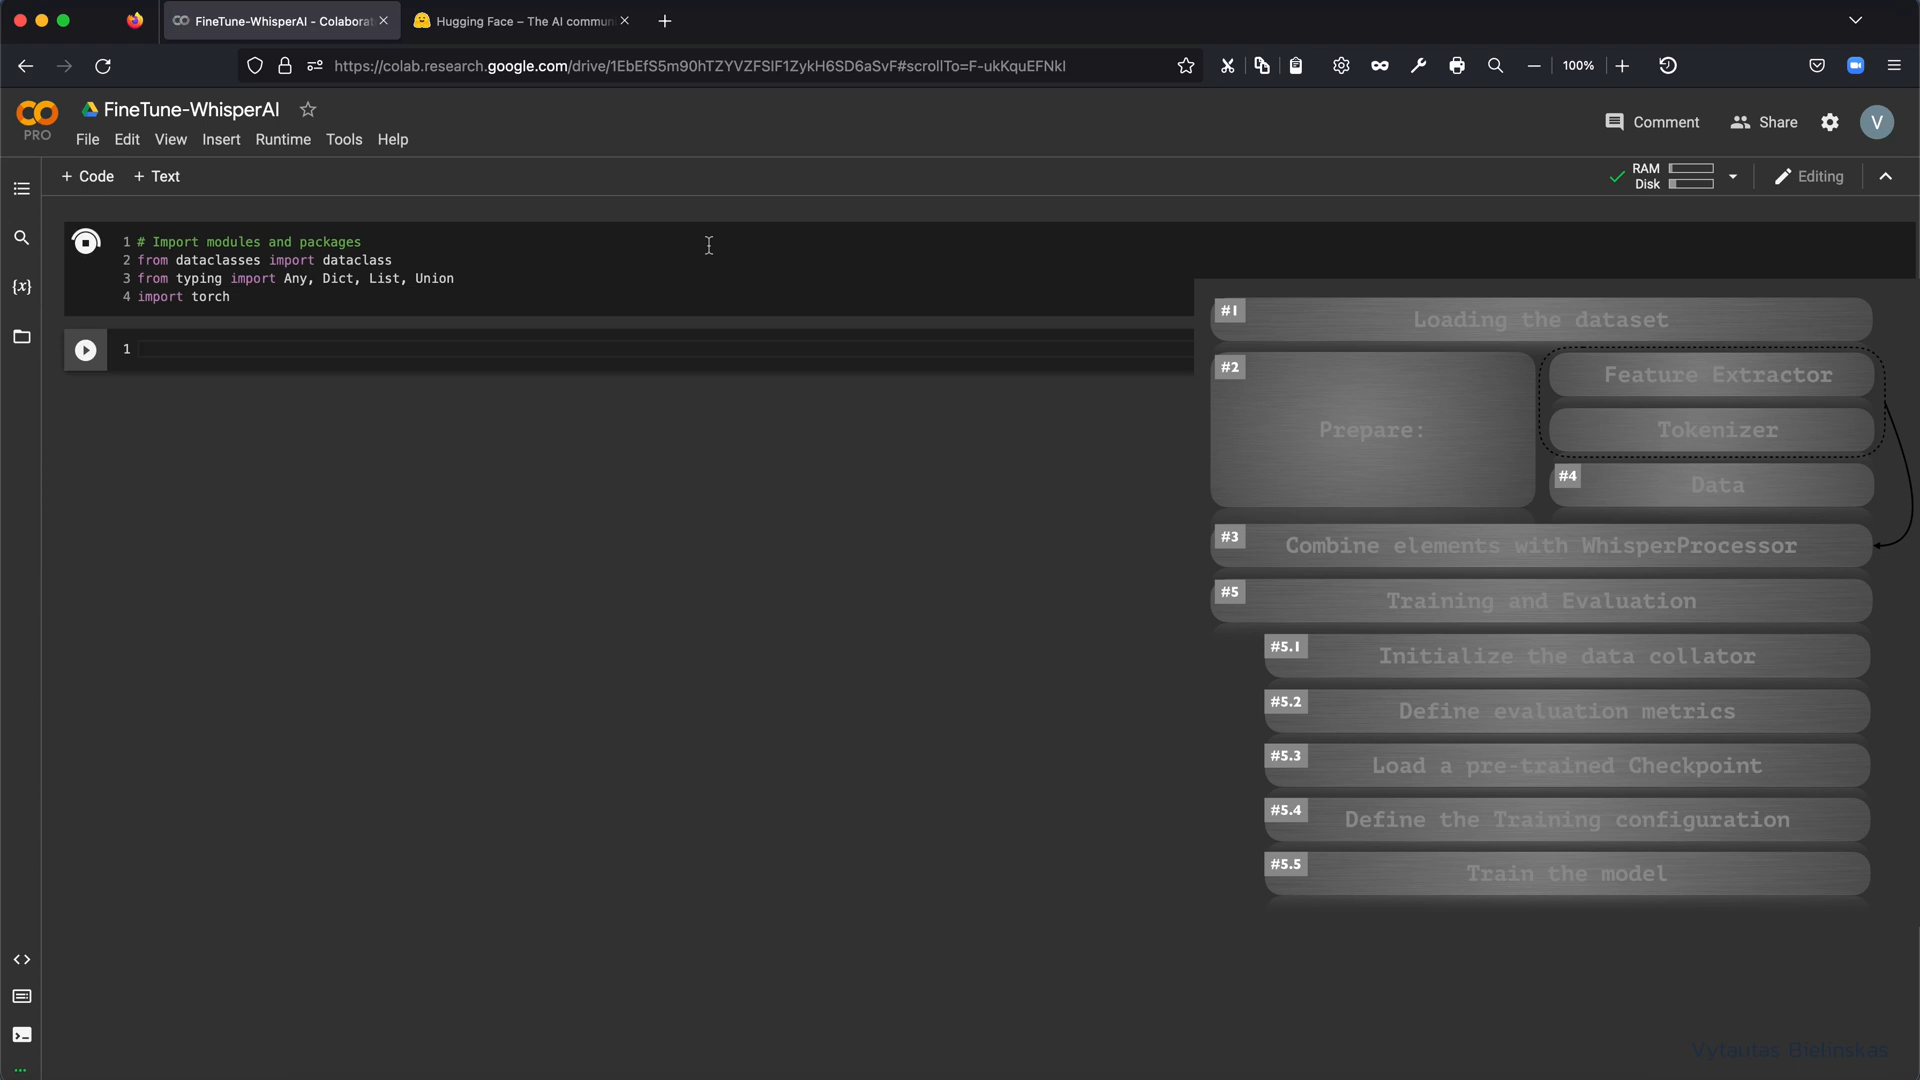 FineTune-WhisperAI - Colaborat
Hugging Face – The AI commun
https://colab.research.google.com/drive/1EbEfS5m90hTZYVZFSIF1ZykH6SD6aSvF#scrollTo=F-ukKquEFNkI
100%
PRO
FineTune-WhisperAI
File Edit View Insert Runtime Tools Help
Comment
Share
V
+ Code + Text
RAM
Disk
Editing
1 # Import modules and packages
2 from dataclasses import dataclass
3 from typing import Any, Dict, List, Union
4 import torch
{x}
1
#1 Loading the dataset
#2 Prepare:
Feature Extractor
Tokenizer
#4 Data
#3 Combine elements with WhisperProcessor
#5 Training and Evaluation
#5.1 Initialize the data collator
#5.2 Define evaluation metrics
#5.3 Load a pre-trained Checkpoint
#5.4 Define the Training configuration
#5.5 Train the model
Vytautas Bielinskas